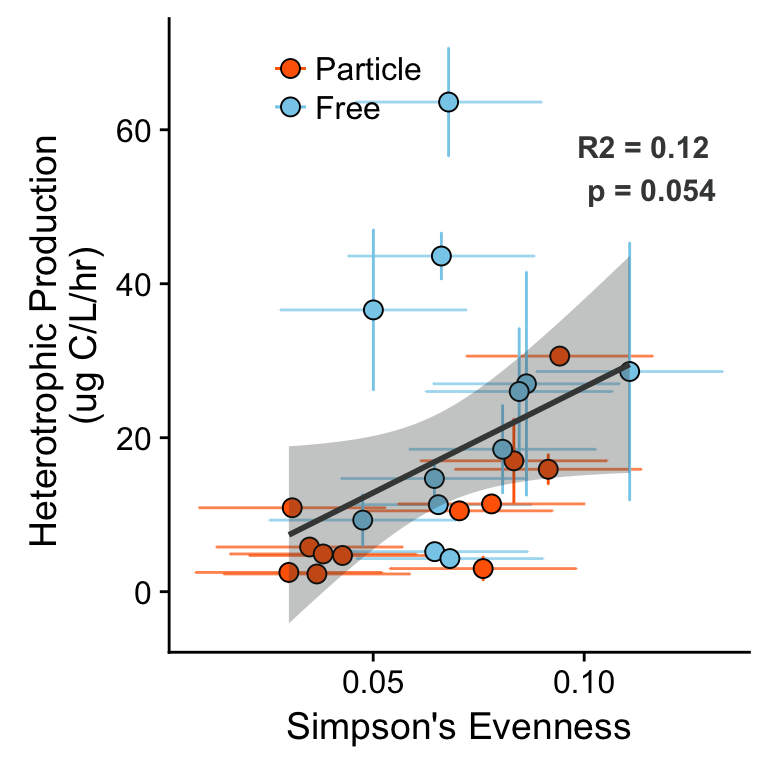 Particle
Free
R2 = 0.12
p = 0.054
Heterotrophic Production
(ug C/L/hr)
60
40
20
0
0.05
0.10
Simpson's Evenness